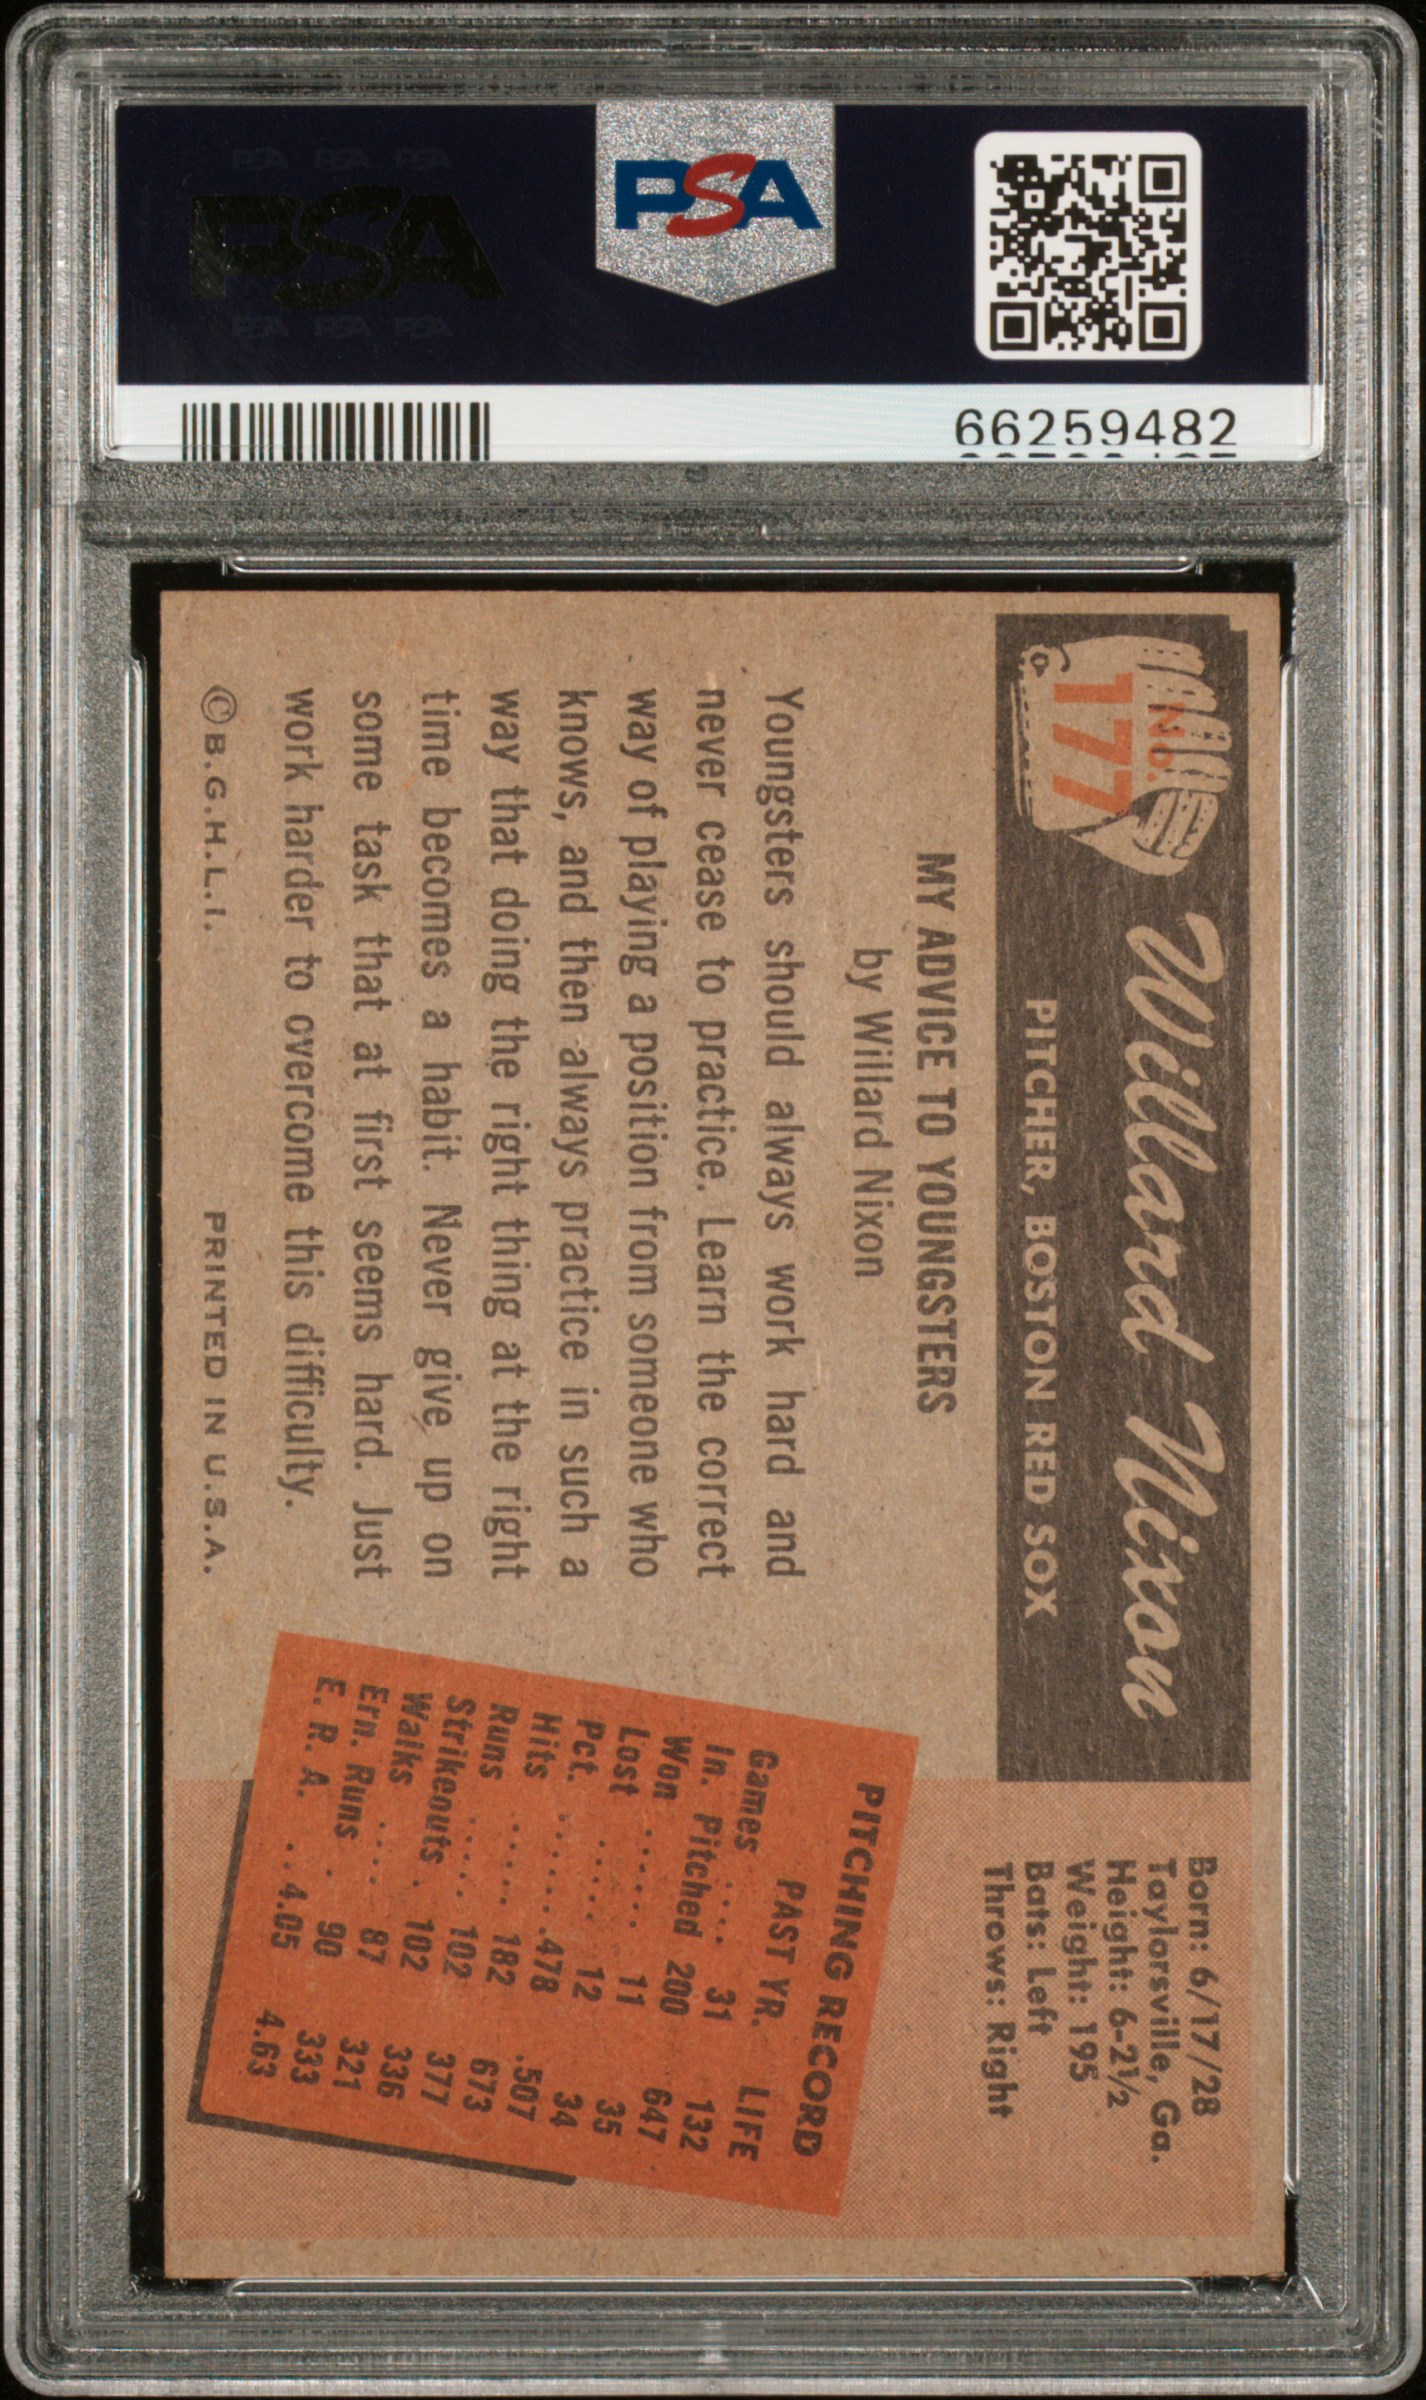 PSA PSA PSA
PSA
PSA PSA PSA
PSA
66259482
No.
177
Willard Nixon
PITCHER, BOSTON RED SOX
Born: 6/17/28
Taylorsville, Ga.
Height: 6-2½
Weight: 195
Bats: Left
Throws: Right
MY ADVICE TO YOUNGSTERS
by Willard Nixon
Youngsters should always work hard and
never cease to practice. Learn the correct
way of playing a position from someone who
knows, and then always practice in such a
way that doing the right thing at the right
time becomes a habit. Never give up on
some task that at first seems hard. Just
work harder to overcome this difficulty.
PITCHING RECORD
PAST YR. LIFE
Games .... 31 132
In. Pitched 200 647
Won ...... 11 35
Lost ..... 12 34
Pct. .......478 .507
Hits ..... 182 673
Runs ..... 102 377
Strikeouts . 102 336
Walks .... 87 321
Ern. Runs . 90 333
E. R. A. ..4.05 4.63
© B.G.H.L.I.
PRINTED IN U.S.A.